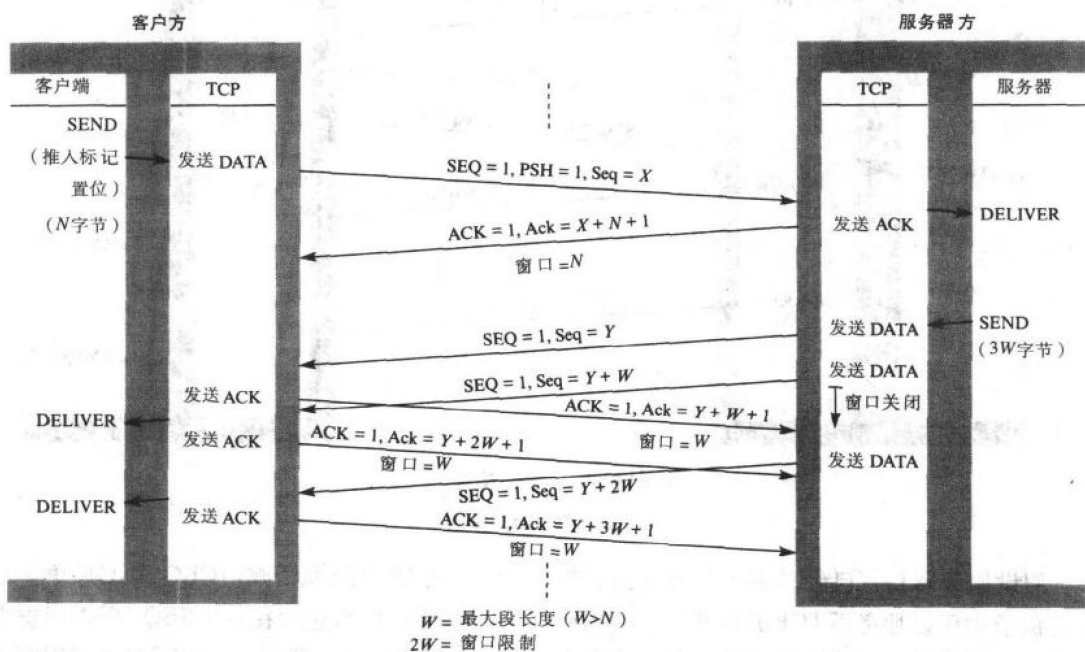 客户方
服务器方
客户端
TCP
TCP
服务器
SEND
(推入标记
置位)
(N字节)
发送 DATA
SEQ = 1, PSH = 1, Seq = X
发送 ACK
DELIVER
ACK = 1, Ack = X + N + 1
窗口 =N
SEQ = 1, Seq = Y
发送 DATA
SEND
(3W字节)
SEQ = 1, Seq = Y + W
发送 DATA
窗口关闭
发送 ACK
DELIVER
ACK = 1, Ack = Y + W + 1
窗口 =W
发送 ACK
ACK = 1, Ack = Y + 2W + 1
窗口 =W
发送 DATA
SEQ = 1, Seq = Y + 2W
DELIVER
发送 ACK
ACK = 1, Ack = Y + 3W + 1
窗口 = W
W = 最大段长度 (W>N)
2W = 窗口限制